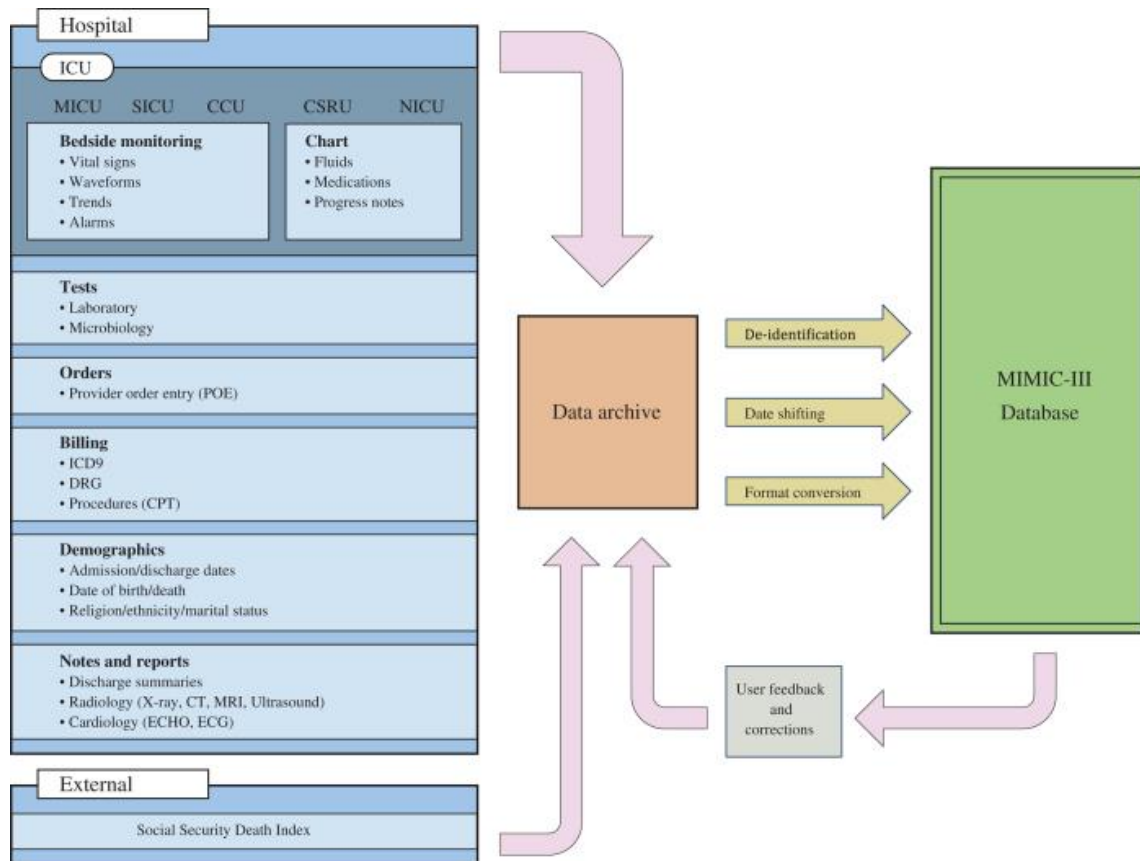 Hospital
ICU
MICU SICU CCU CSRU NICU
Bedside monitoring
• Vital signs
• Waveforms
• Trends
• Alarms
Chart
• Fluids
• Medications
• Progress notes
Tests
• Laboratory
• Microbiology
Orders
• Provider order entry (POE)
Billing
• ICD9
• DRG
• Procedures (CPT)
Demographics
• Admission/discharge dates
• Date of birth/death
• Religion/ethnicity/marital status
Notes and reports
• Discharge summaries
• Radiology (X-ray, CT, MRI, Ultrasound)
• Cardiology (ECHO, ECG)
External
Social Security Death Index
Data archive
De-identification
Date shifting
Format conversion
MIMIC-III
Database
User feedback
and
corrections